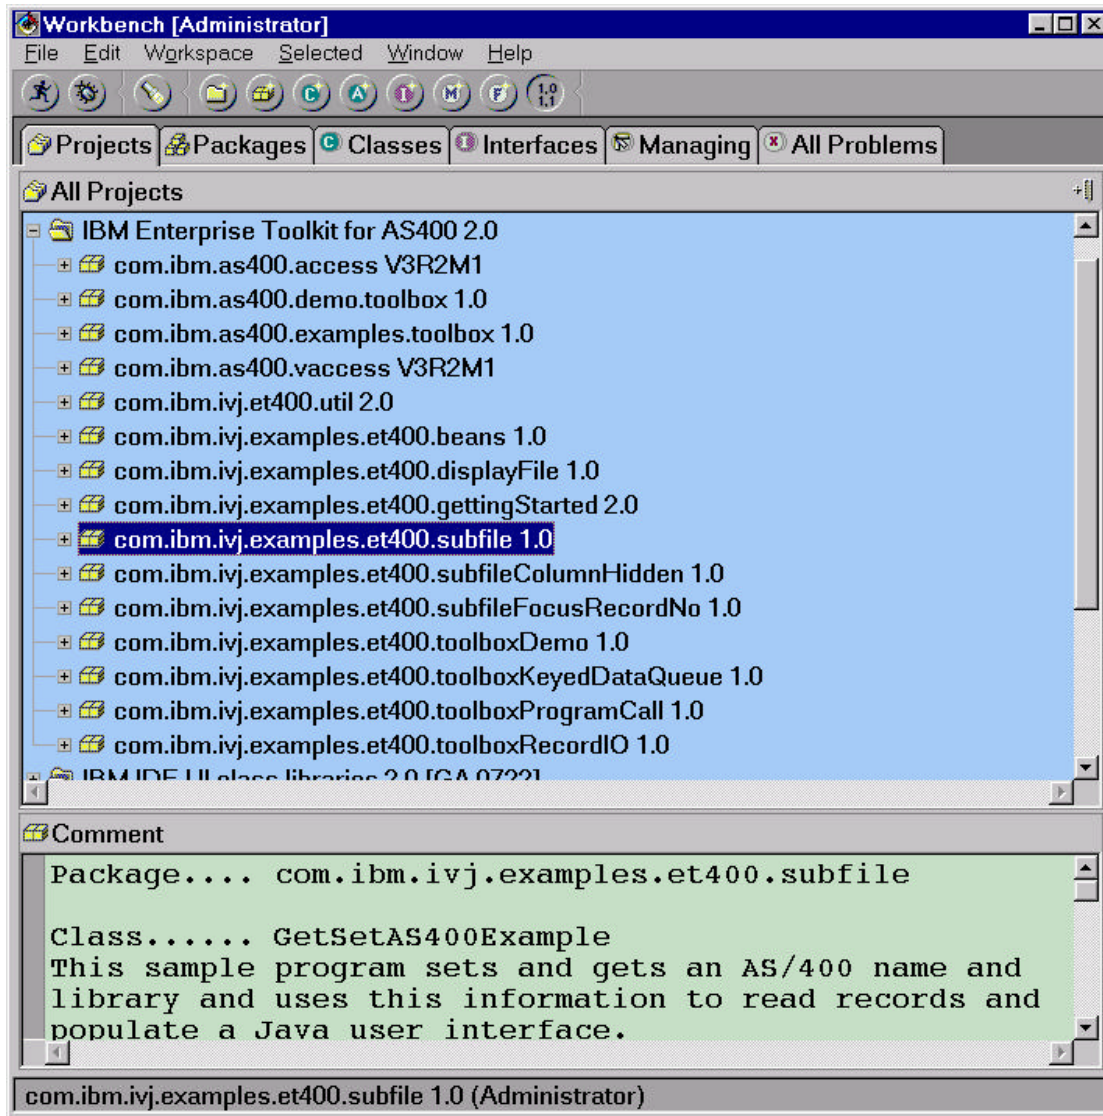 Workbench [Administrator]
File Edit Workspace Selected Window Help
C A I M F 1.0 1.1
Projects Packages C Classes I Interfaces Managing All Problems
All Projects
IBM Enterprise Toolkit for AS400 2.0
com.ibm.as400.access V3R2M1
com.ibm.as400.demo.toolbox 1.0
com.ibm.as400.examples.toolbox 1.0
com.ibm.as400.vaccess V3R2M1
com.ibm.ivj.et400.util 2.0
com.ibm.ivj.examples.et400.beans 1.0
com.ibm.ivj.examples.et400.displayFile 1.0
com.ibm.ivj.examples.et400.gettingStarted 2.0
com.ibm.ivj.examples.et400.subfile 1.0
com.ibm.ivj.examples.et400.subfileColumnHidden 1.0
com.ibm.ivj.examples.et400.subfileFocusRecordNo 1.0
com.ibm.ivj.examples.et400.toolboxDemo 1.0
com.ibm.ivj.examples.et400.toolboxKeyedDataQueue 1.0
com.ibm.ivj.examples.et400.toolboxProgramCall 1.0
com.ibm.ivj.examples.et400.toolboxRecordIO 1.0
IBM IDE UI class libraries 2.0 [GA 0722]
Comment
Package.... com.ibm.ivj.examples.et400.subfile
Class...... GetSetAS400Example
This sample program sets and gets an AS/400 name and
library and uses this information to read records and
populate a Java user interface.
com.ibm.ivj.examples.et400.subfile 1.0 (Administrator)